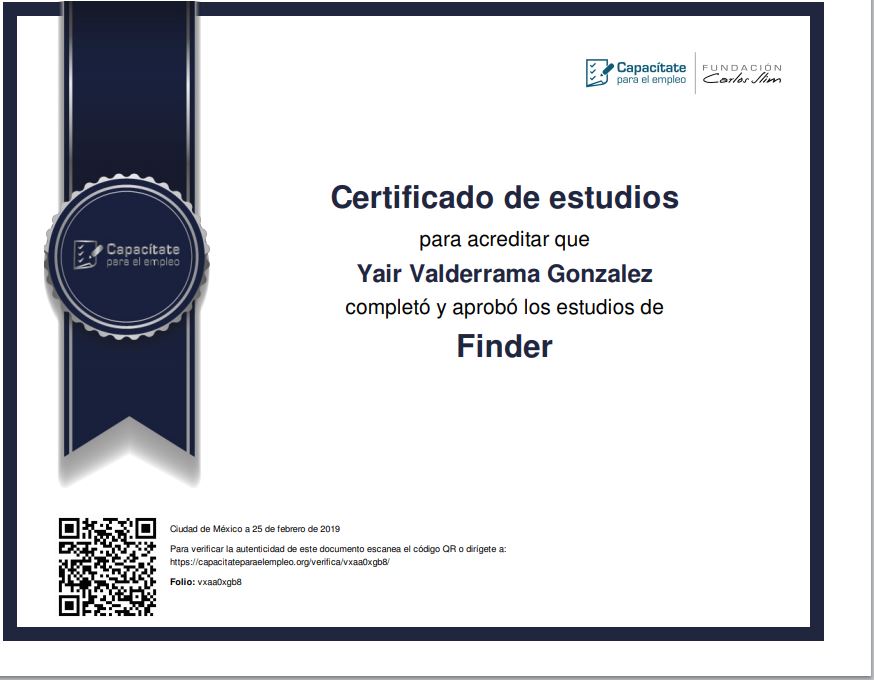 Capacítate
para el empleo
FUNDACIÓN
Carlos Slim
Certificado de estudios
para acreditar que
Yair Valderrama Gonzalez
Capacítate
para el empleo
completó y aprobó los estudios de
Finder
Ciudad de México a 25 de febrero de 2019
Para verificar la autenticidad de este documento escanea el código QR o dirígete a:
https://capacitateparaelempleo.org/verifica/vxaa0xgb8/
Folio: vxaa0xgb8